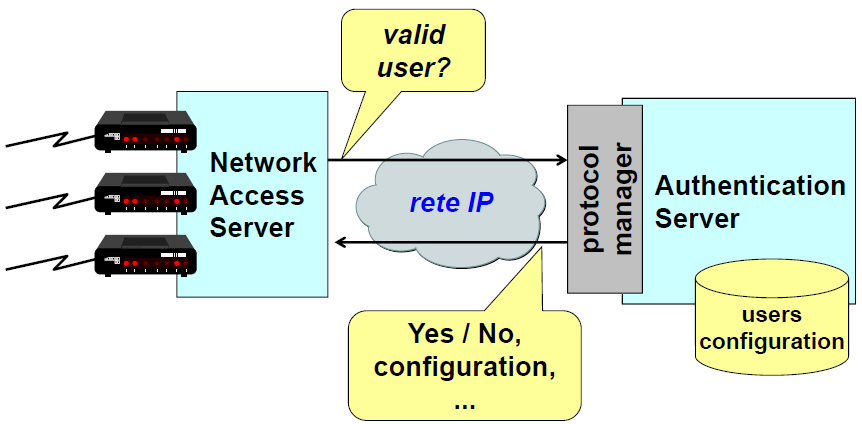 valid
user?
Network
Access
Server
rete IP
protocol
manager
Authentication
Server
users
configuration
Yes / No,
configuration,
...